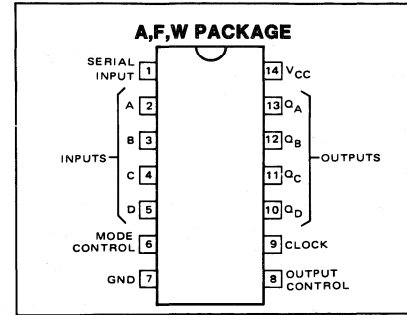 A,F,W PACKAGE
SERIAL
INPUT 1
14 VCC
A 2
13 QA
B 3
12 QB
INPUTS
OUTPUTS
C 4
11 QC
D 5
10 QD
MODE
CONTROL 6
9 CLOCK
GND 7
8 OUTPUT
CONTROL